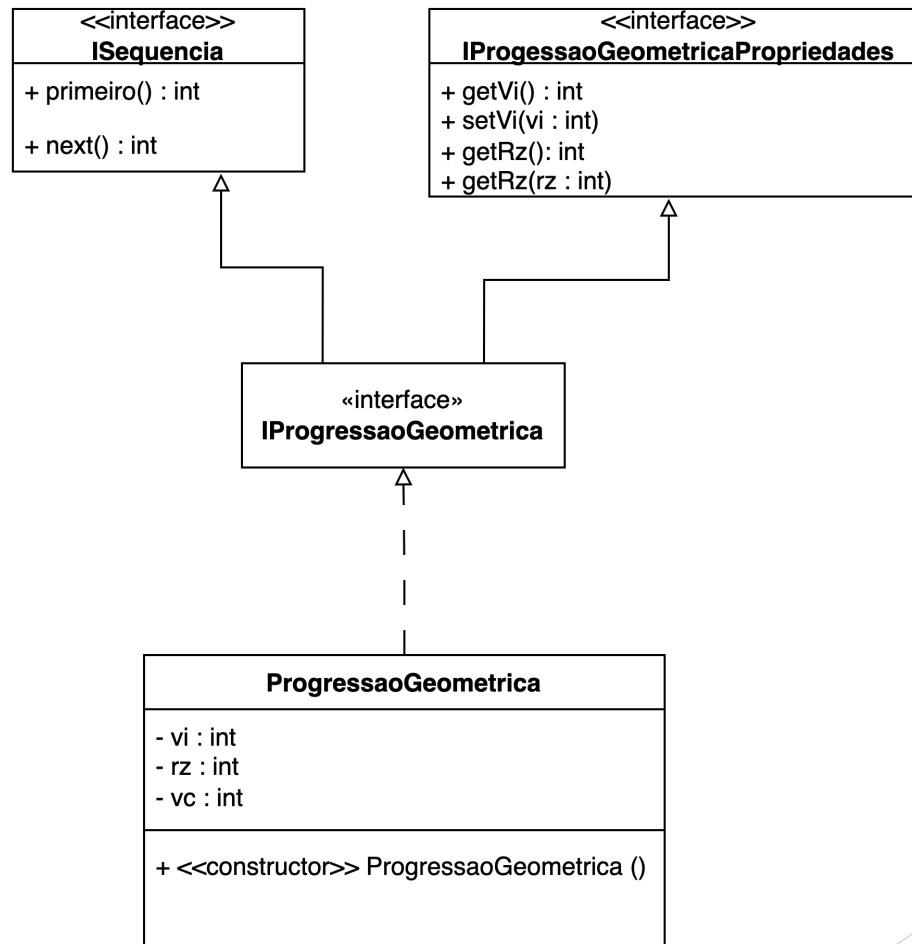 <<interface>>
ISequencia
+ primeiro() : int
+ next() : int
<<interface>>
IProgessaoGeometricaPropriedades
+ getVi() : int
+ setVi(vi : int)
+ getRz(): int
+ getRz(rz : int)
«interface»
IProgressaoGeometrica
ProgressaoGeometrica
- vi : int
- rz : int
- vc : int
+ <<constructor>> ProgressaoGeometrica ()